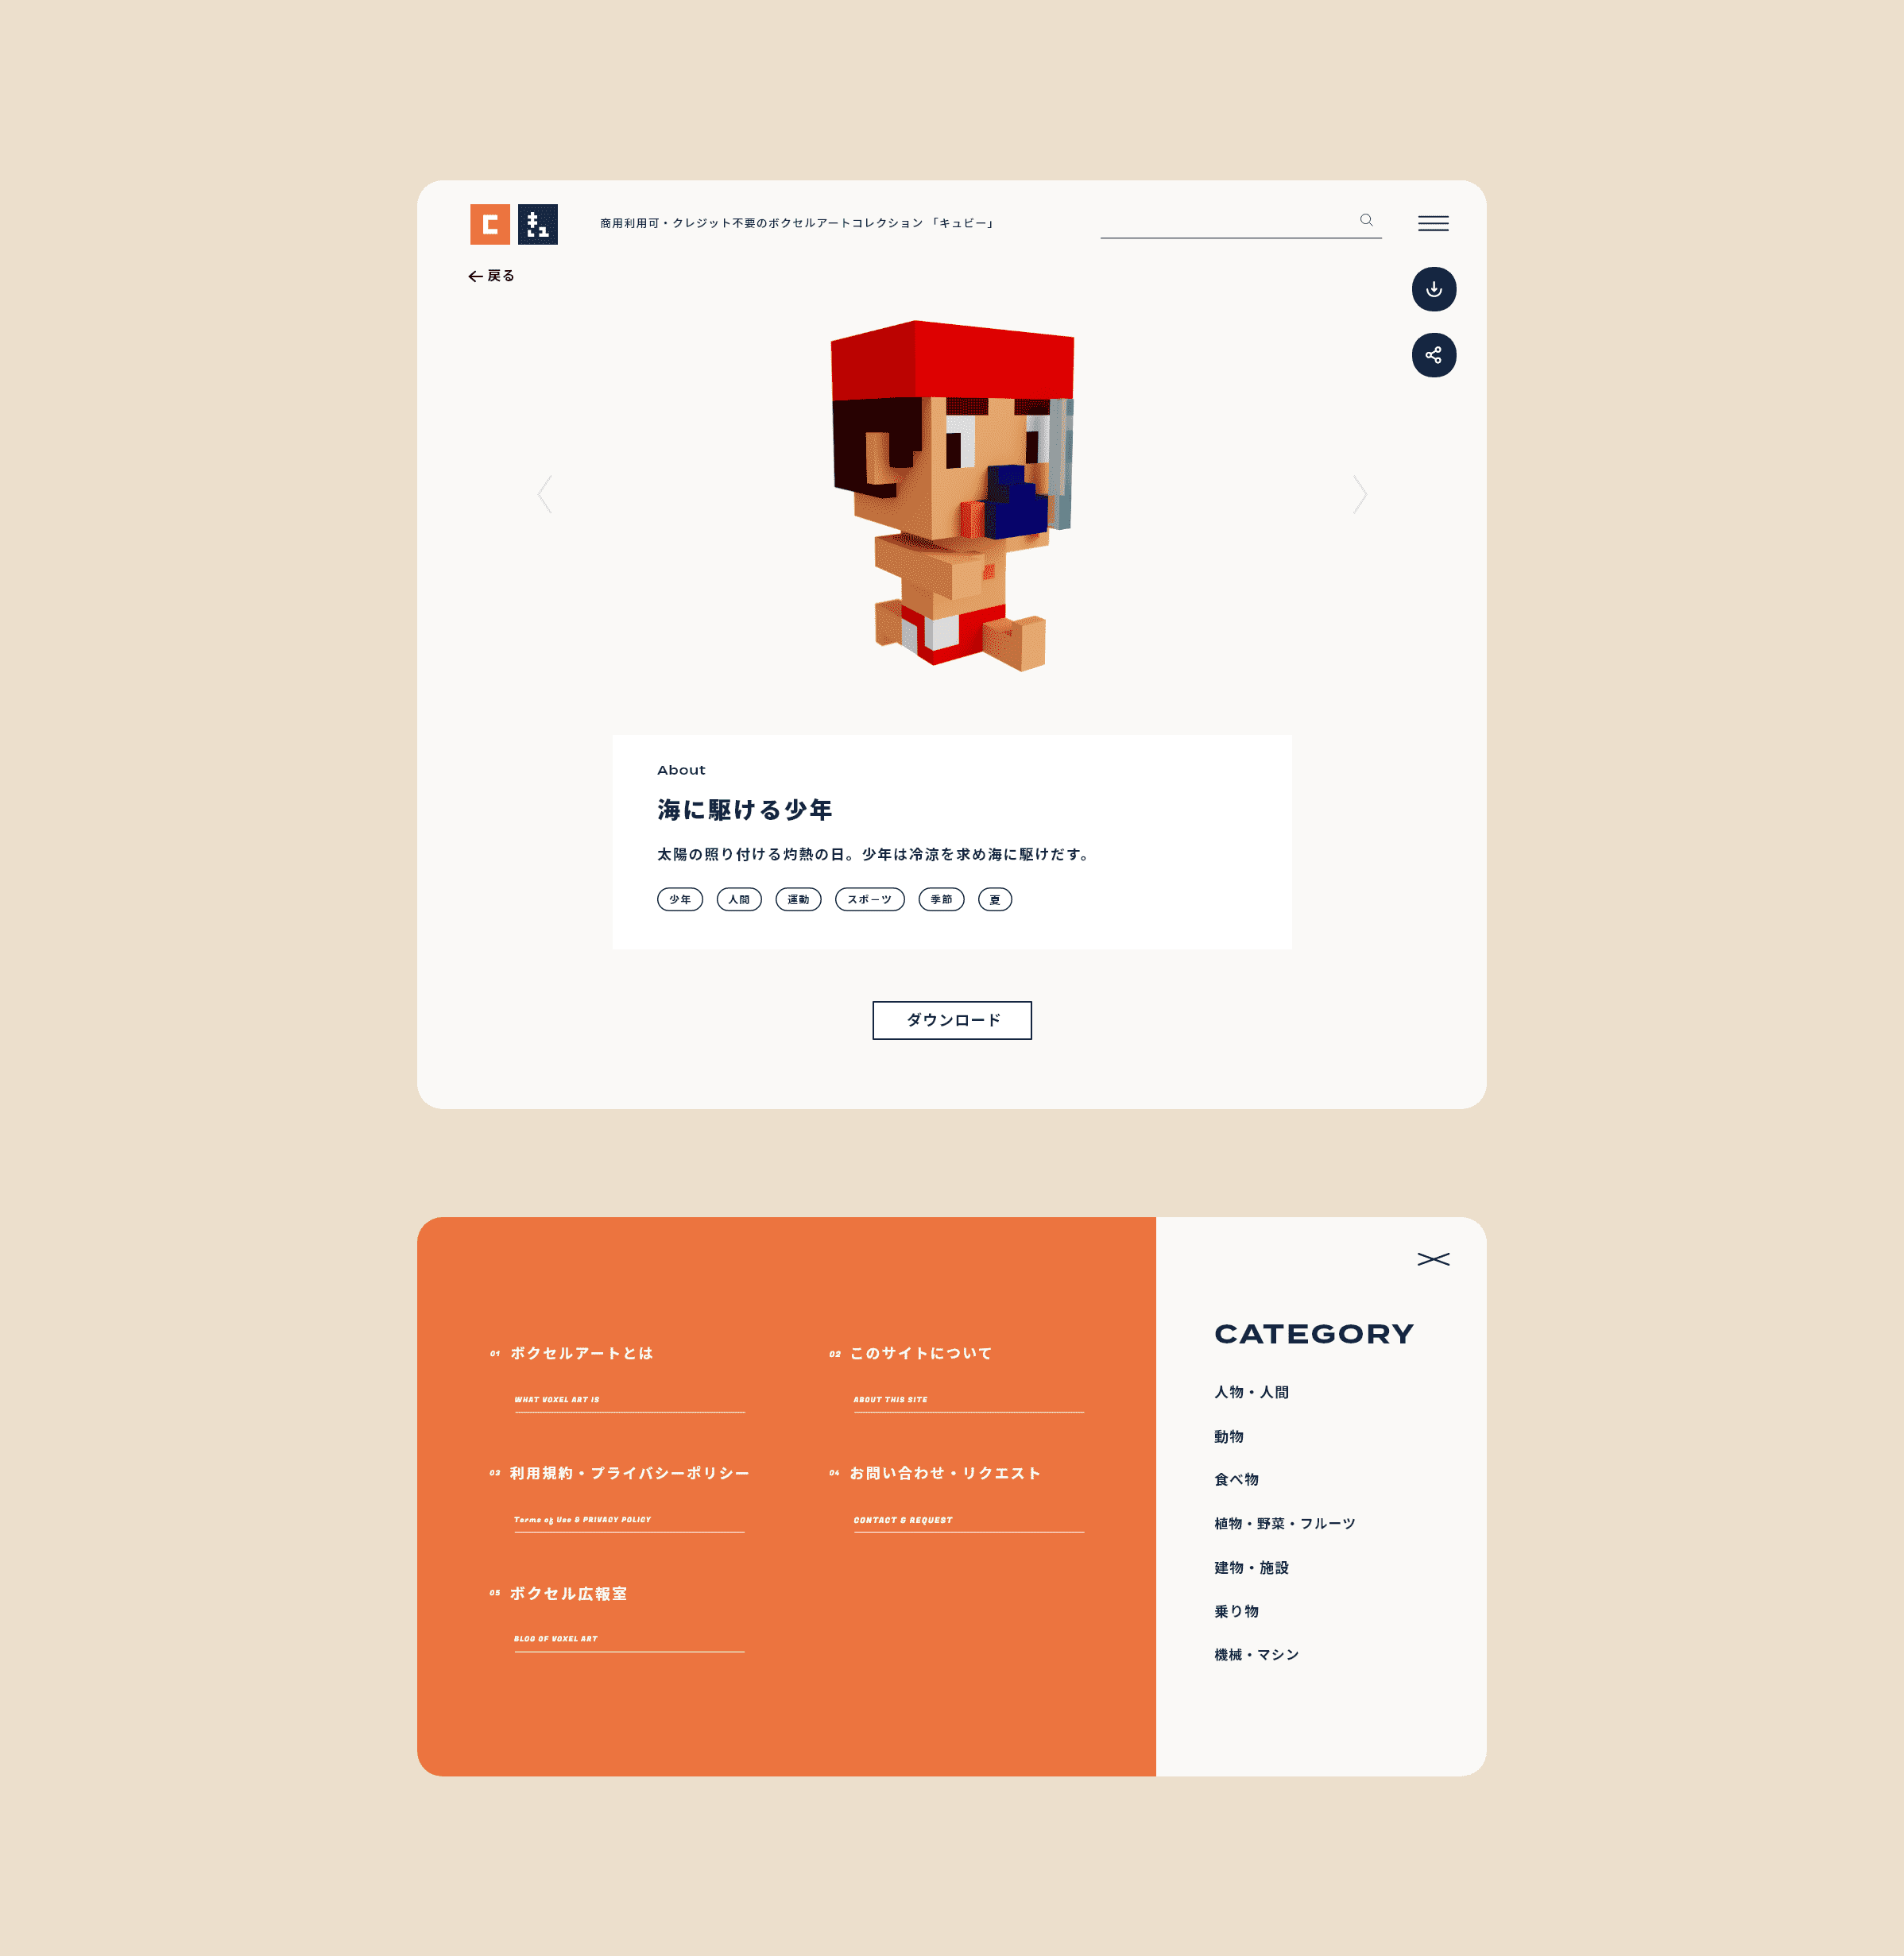 C キュ
商用利用可・クレジット不要のボクセルアートコレクション 「キュビー」
戻る
About
海に駆ける少年
太陽の照り付ける灼熱の日。少年は冷涼を求め海に駆けだす。
少年 人間 運動 スポーツ 季節 夏
ダウンロード
01 ボクセルアートとは
WHAT VOXEL ART IS
02 このサイトについて
ABOUT THIS SITE
03 利用規約・プライバシーポリシー
Terms of Use & PRIVACY POLICY
04 お問い合わせ・リクエスト
CONTACT & REQUEST
05 ボクセル広報室
BLOG OF VOXEL ART
CATEGORY
人物・人間
動物
食べ物
植物・野菜・フルーツ
建物・施設
乗り物
機械・マシン